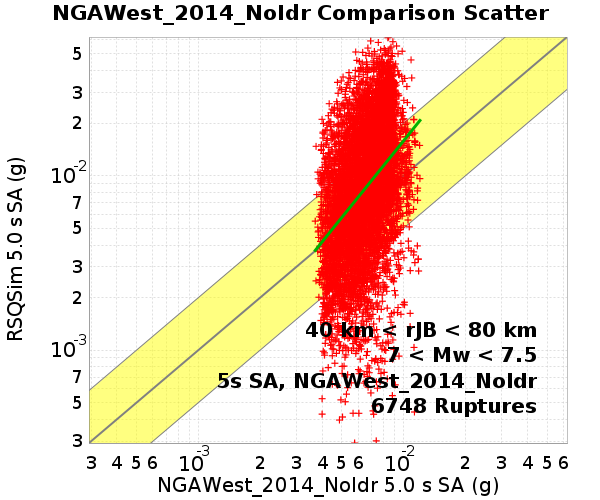 NGAWest_2014_NoIdr Comparison Scatter
RSQSim 5.0 s SA (g)
5
3
2
10-2
7
5
3
2
10-3
7
5
3
40 km < rJB < 80 km
7 < Mw < 7.5
5s SA, NGAWest_2014_NoIdr
6748 Ruptures
3 4 5 6 10-3 2 3 4 5 6 10-2 2 3 4 5 6
NGAWest_2014_NoIdr 5.0 s SA (g)